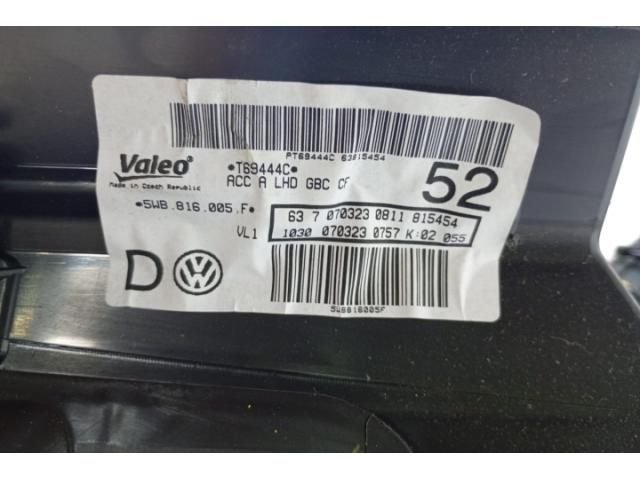 PT69444C 63815454
Valeo
Made in Czech Republic
•T69444C•
ACC A LHD GBC CF
52
•5WB.816.005.F•
VL1
63 7 070323 0811 815454
1030 070323 0757 K:02 055
D
VW
5WB816005F